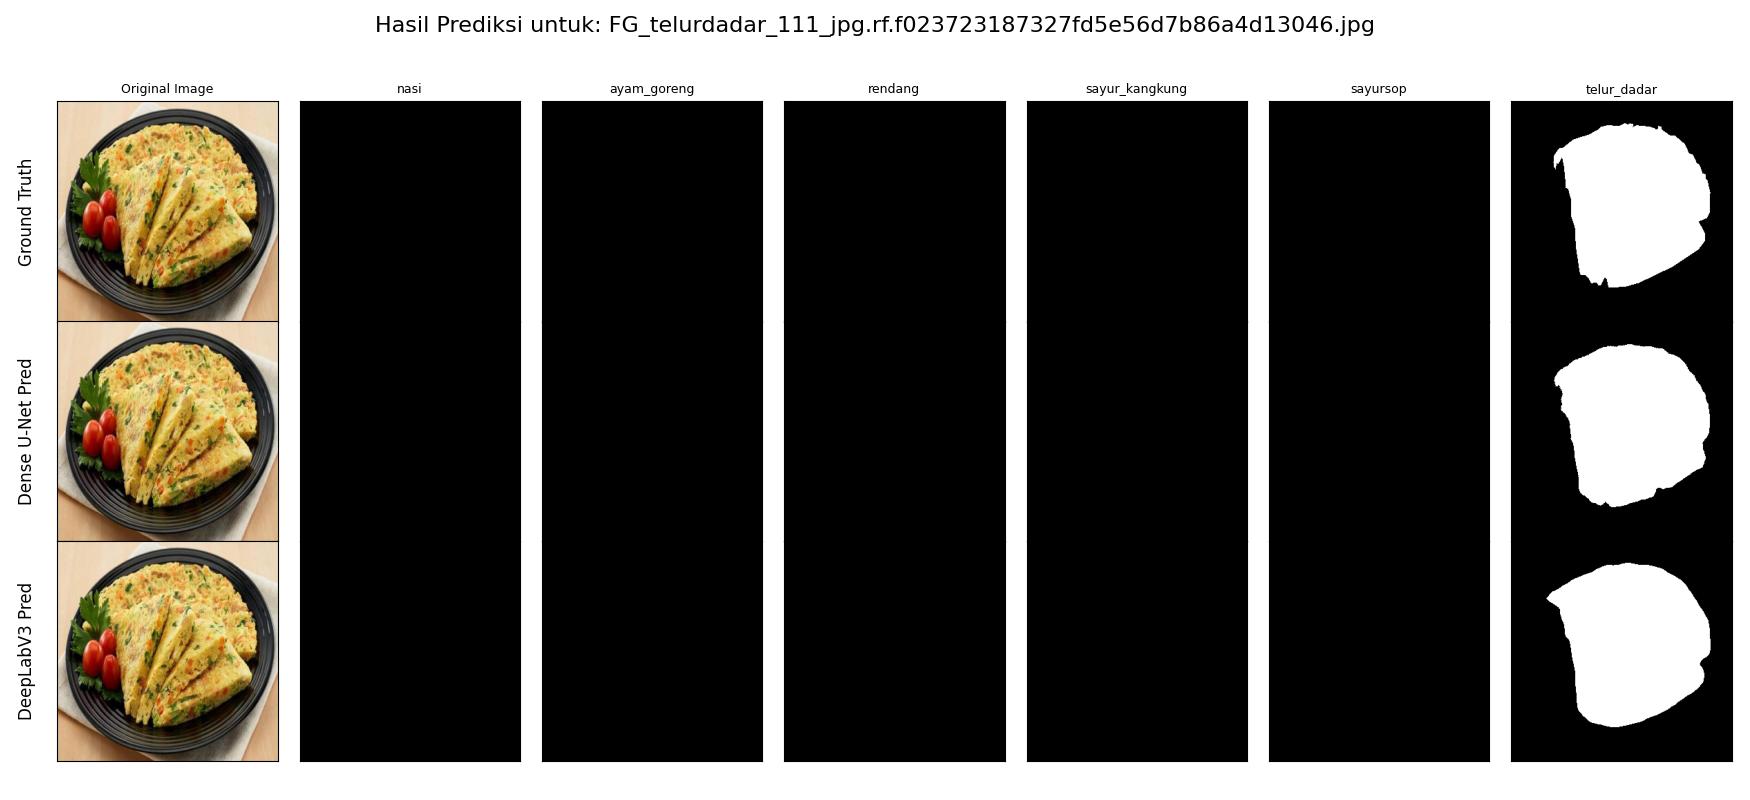 Hasil Prediksi untuk: FG_telurdadar_111_jpg.rf.f023723187327fd5e56d7b86a4d13046.jpg
Original Image
nasi
ayam_goreng
rendang
sayur_kangkung
sayursop
telur_dadar
Ground Truth
Dense U-Net Pred
DeepLabV3 Pred